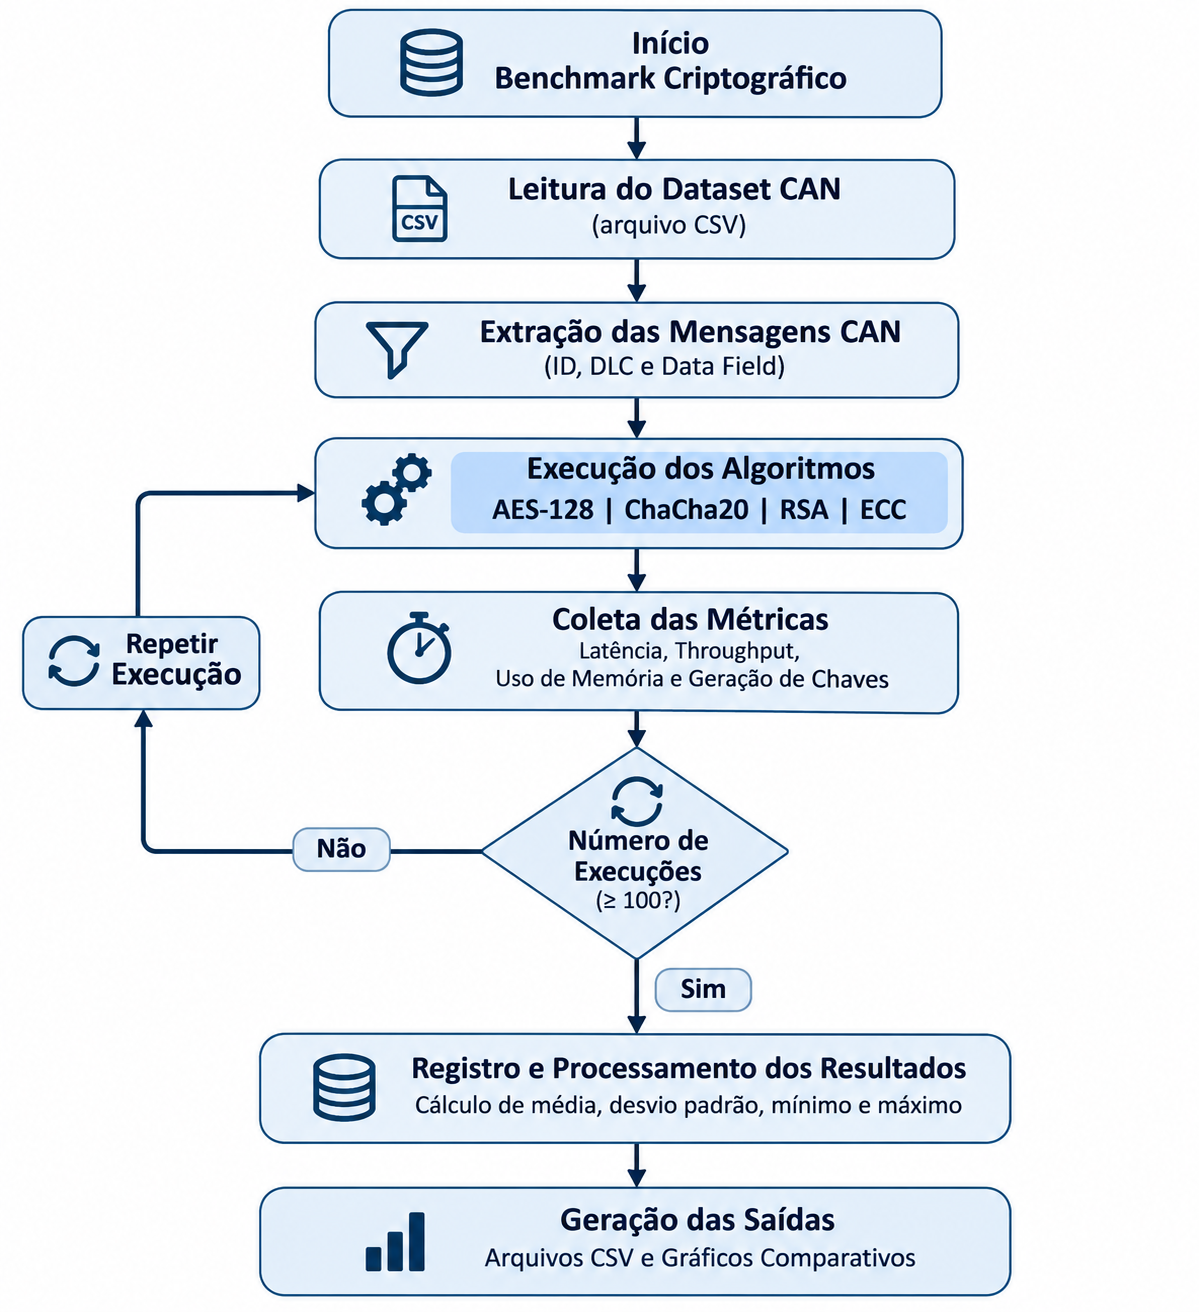 Início
Benchmark Criptográfico
CSV
Leitura do Dataset CAN
(arquivo CSV)
Extração das Mensagens CAN
(ID, DLC e Data Field)
Execução dos Algoritmos
AES-128 | ChaCha20 | RSA | ECC
Coleta das Métricas
Latência, Throughput,
Uso de Memória e Geração de Chaves
Repetir
Execução
Número de
Execuções
(≥ 100?)
Não
Sim
Registro e Processamento dos Resultados
Cálculo de média, desvio padrão, mínimo e máximo
Geração das Saídas
Arquivos CSV e Gráficos Comparativos